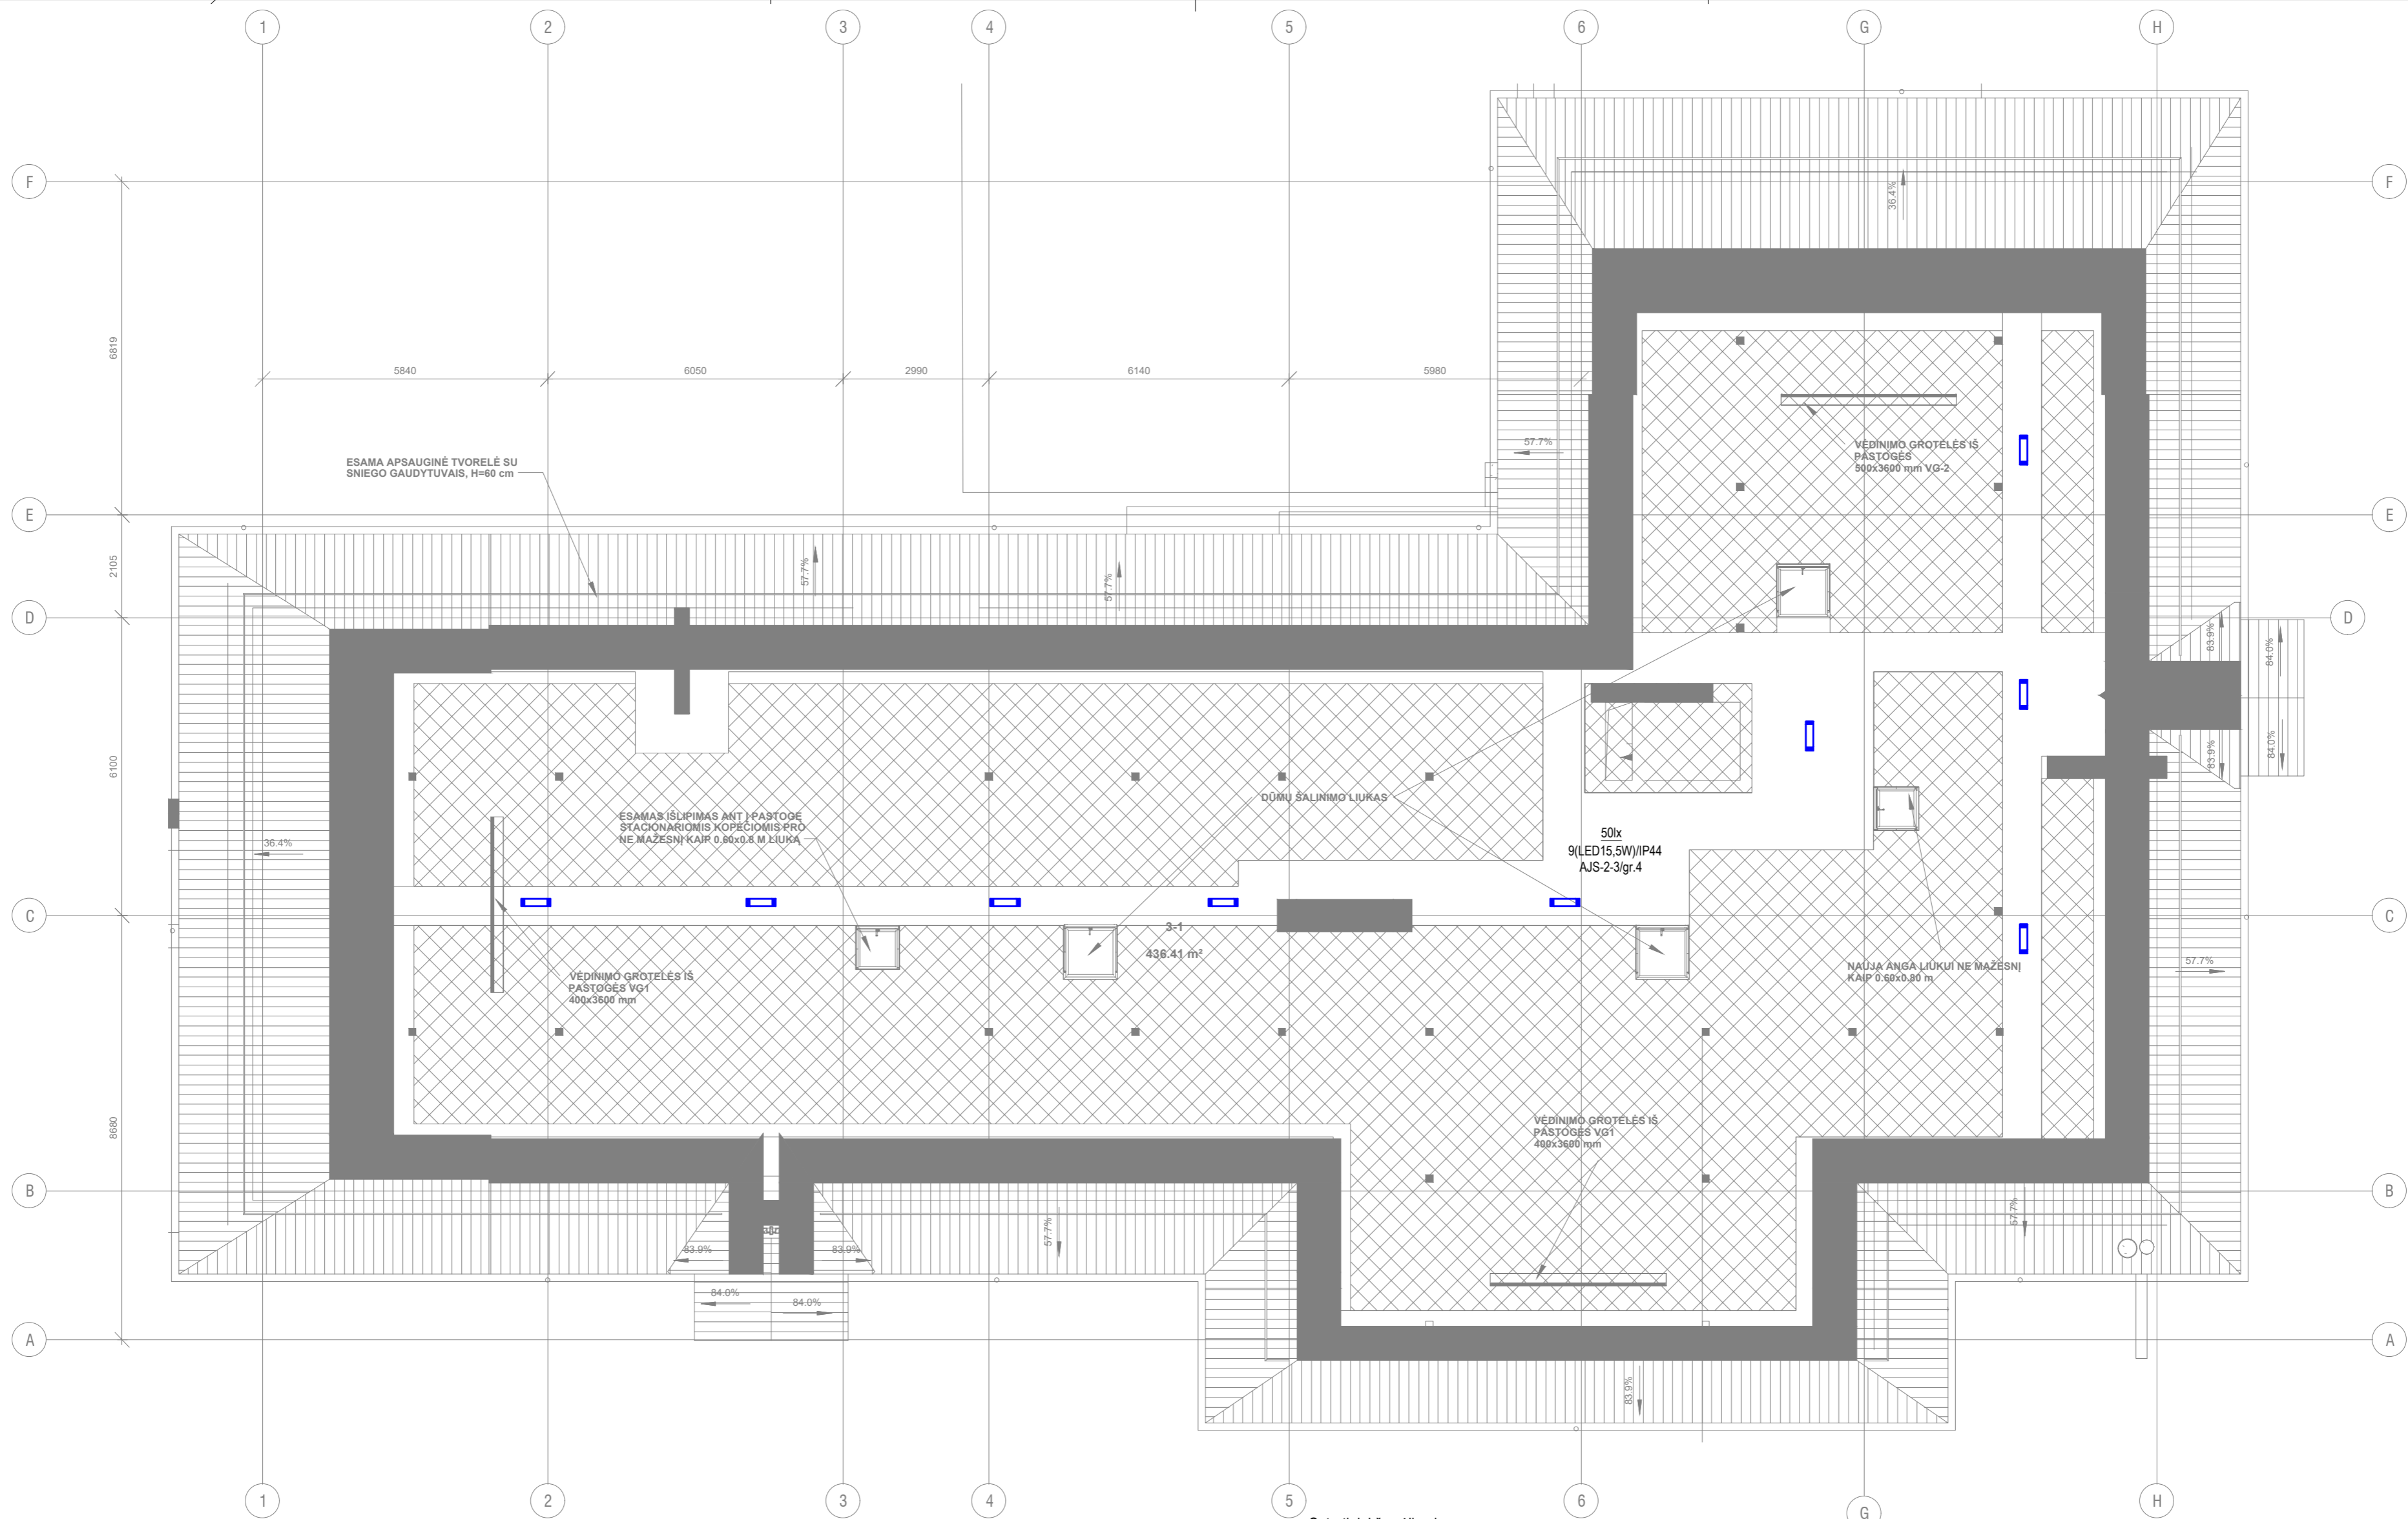 1 2 3 4 5 6 G H
F F
36.4%
6819
5840 6050 2990 6140 5980
57.7%
VĖDINIMO GROTELĖS IŠ
PASTOGĖS
500x3600 mm VG-2
ESAMA APSAUGINĖ TVORELĖ SU
SNIEGO GAUDYTUVAIS, H=60 cm
E E
2105
57.7%
57.7%
D D
83.9%
84.0%
83.9%
84.0%
6100
DŪMŲ ŠALINIMO LIUKAS
ESAMAS IŠLIPIMAS ANT Į PASTOGĘ
STACIONARIOMIS KOPĖČIOMIS PRO
NE MAŽESNĮ KAIP 0.60x0.8 M LIUKĄ
50lx
9(LED15,5W)/IP44
AJS-2-3/gr.4
36.4%
C C
3-1
436.41 m²
VĖDINIMO GROTELĖS IŠ
PASTOGĖS VG1
400x3600 mm
NAUJA ANGA LIUKUI NE MAŽESNĮ
KAIP 0.60x0.80 m
57.7%
8680
VĖDINIMO GROTELĖS IŠ
PASTOGĖS VG1
400x3600 mm
B B
57.7%
57.7%
83.9%
83.9%
84.0%
84.0%
A A
83.9%
1 2 3 4 5 6 G H